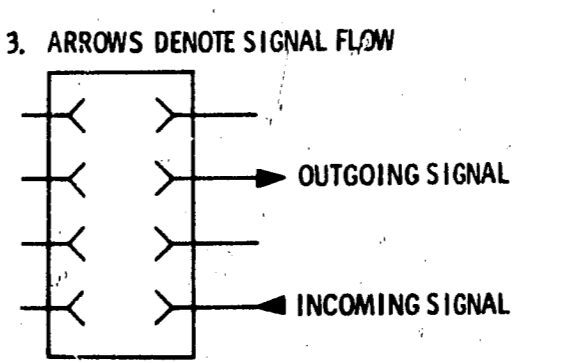 3. ARROWS DENOTE SIGNAL FLOW
OUTGOING SIGNAL
INCOMING SIGNAL